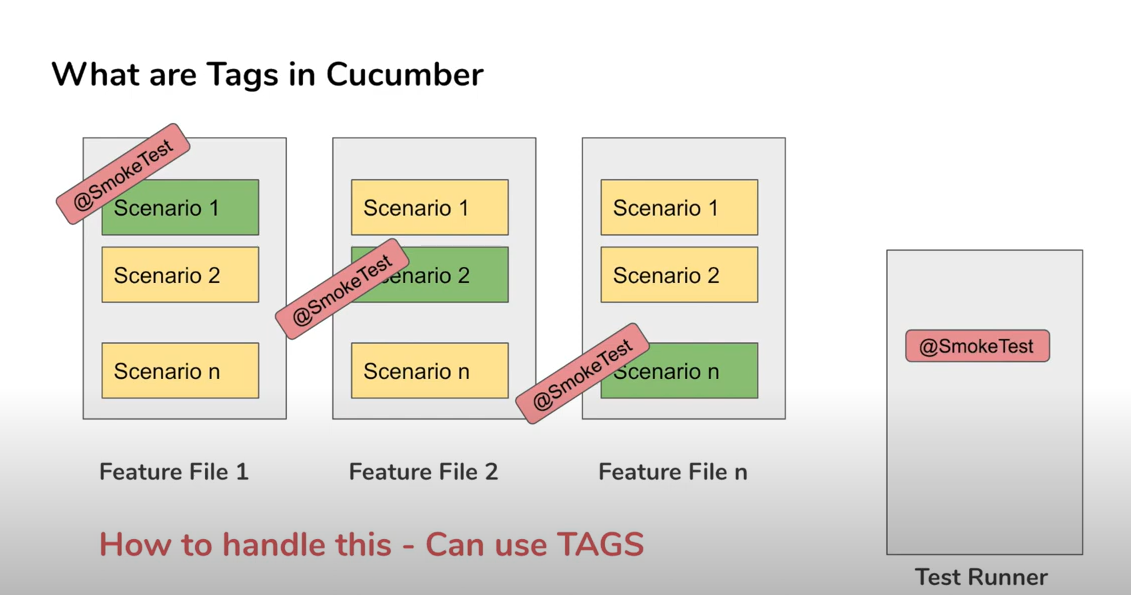 What are Tags in Cucumber
@SmokeTest
Scenario 1
Scenario 2
Scenario n
Feature File 1
Scenario 1
@SmokeTest
Scenario 2
Scenario n
Feature File 2
Scenario 1
Scenario 2
@SmokeTest
Scenario n
Feature File n
@SmokeTest
Test Runner
How to handle this - Can use TAGS